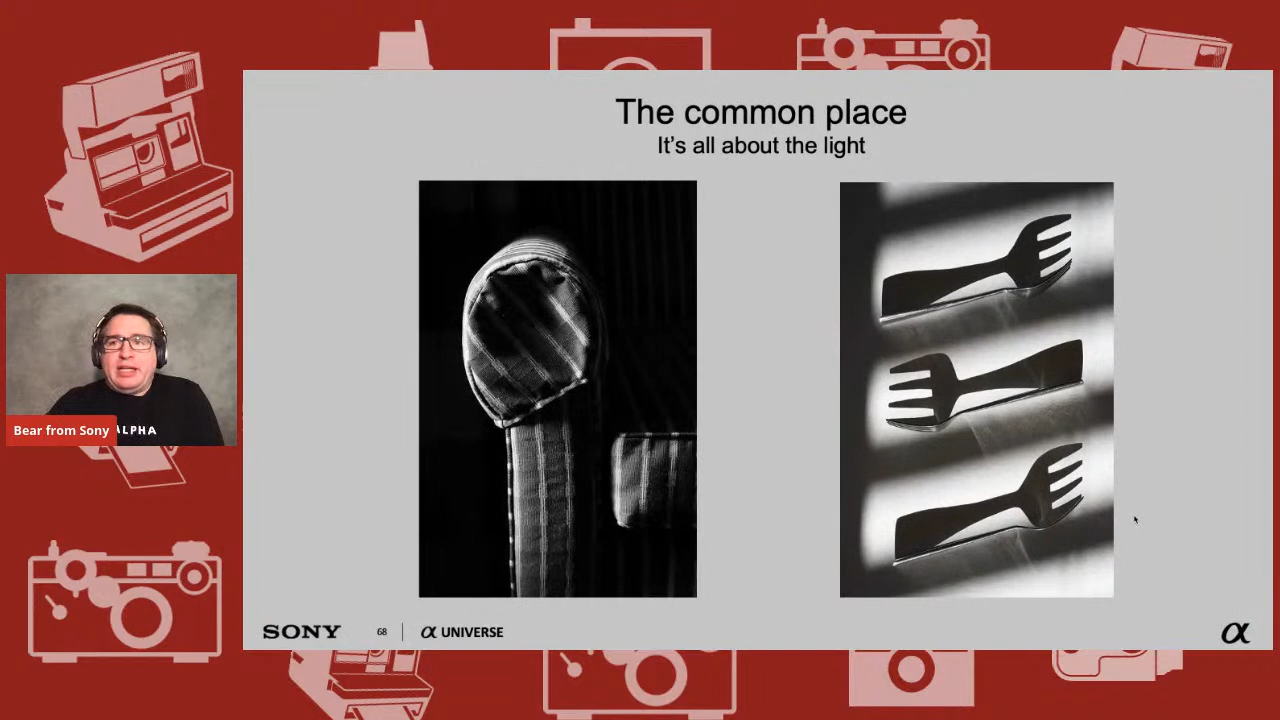 The common place
It's all about the light
Bear from Sony
ALPHA
SONY
68
α UNIVERSE
α